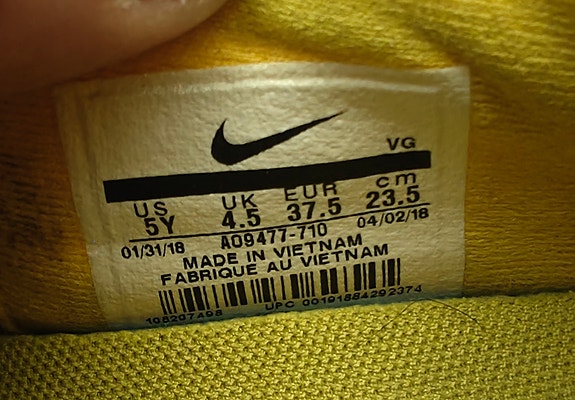 VG
US UK EUR cm
5Y 4.5 37.5 23.5
01/31/18 AO9477-710 04/02/18
MADE IN VIETNAM
FABRIQUE AU VIETNAM
108207498 UPC 00191884292374